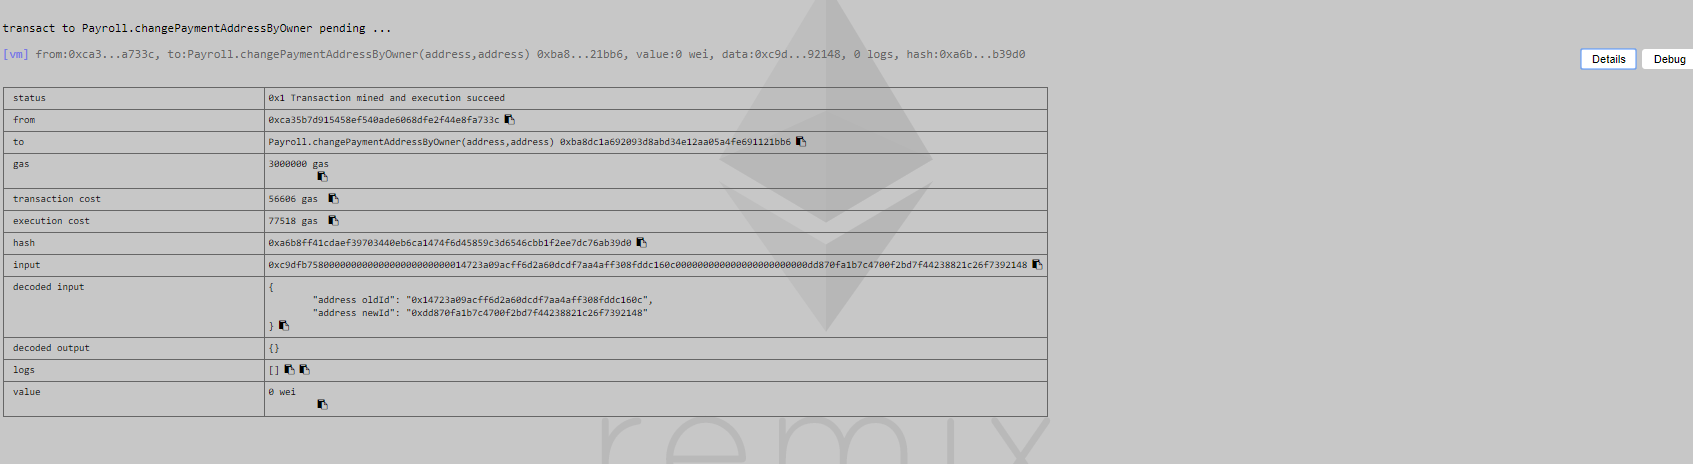 transact to Payroll.changePaymentAddressByOwner pending ...
[vm] from:0xca3...a733c, to:Payroll.changePaymentAddressByOwner(address,address) 0xba8...21bb6, value:0 wei, data:0xc9d...92148, 0 logs, hash:0xa6b...b39d0
Details Debug
status 0x1 Transaction mined and execution succeed
from 0xca35b7d915458ef540ade6068dfe2f44e8fa733c
to Payroll.changePaymentAddressByOwner(address,address) 0xba8dc1a692093d8abd34e12aa05a4fe691121bb6
gas 3000000 gas
transaction cost 56606 gas
execution cost 77518 gas
hash 0xa6b8ff41cdaef39703440eb6ca1474f6d45859c3d6546cbb1f2ee7dc76ab39d0
input 0xc9dfb75800000000000000000000000014723a09acff6d2a60dcdf7aa4aff308fddc160c000000000000000000000000dd870fa1b7c4700f2bd7f44238821c26f7392148
decoded input {
"address oldId": "0x14723a09acff6d2a60dcdf7aa4aff308fddc160c",
"address newId": "0xdd870fa1b7c4700f2bd7f44238821c26f7392148"
}
decoded output {}
logs []
value 0 wei
remix